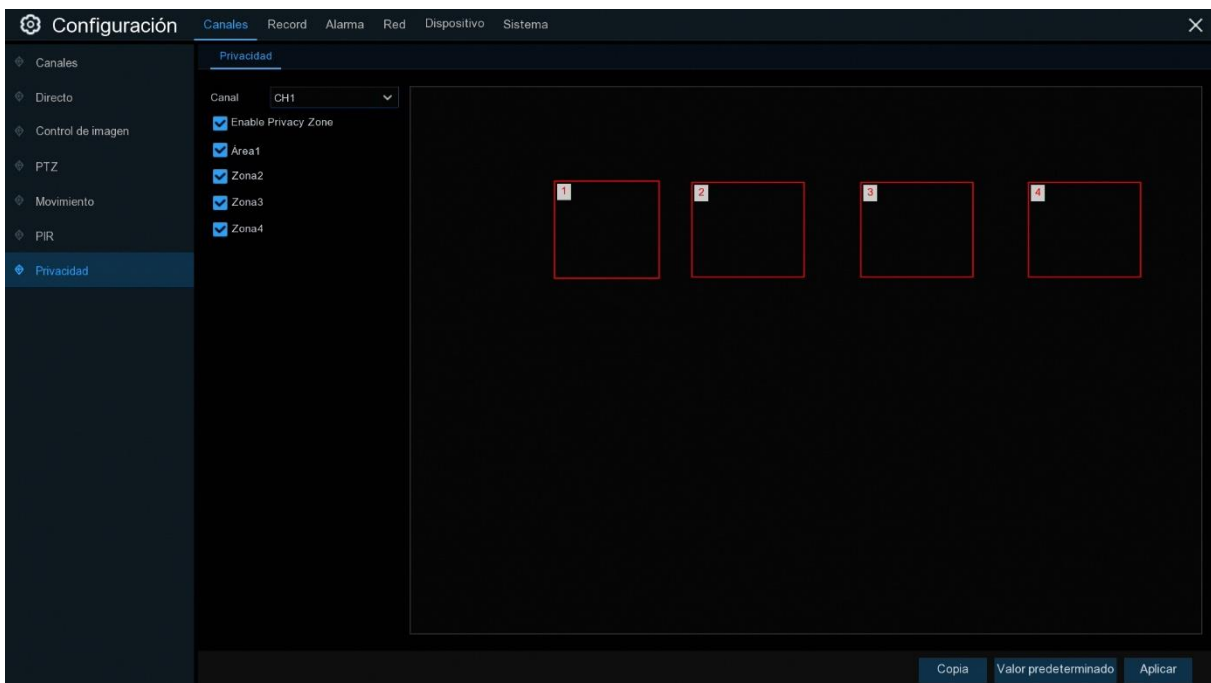 Configuración
Canales Record Alarma Red Dispositivo Sistema
Canales
Directo
Control de imagen
PTZ
Movimiento
PIR
Privacidad
Privacidad
Canal CH1
Enable Privacy Zone
Área1
Zona2
Zona3
Zona4
1 2 3 4
Copia Valor predeterminado Aplicar